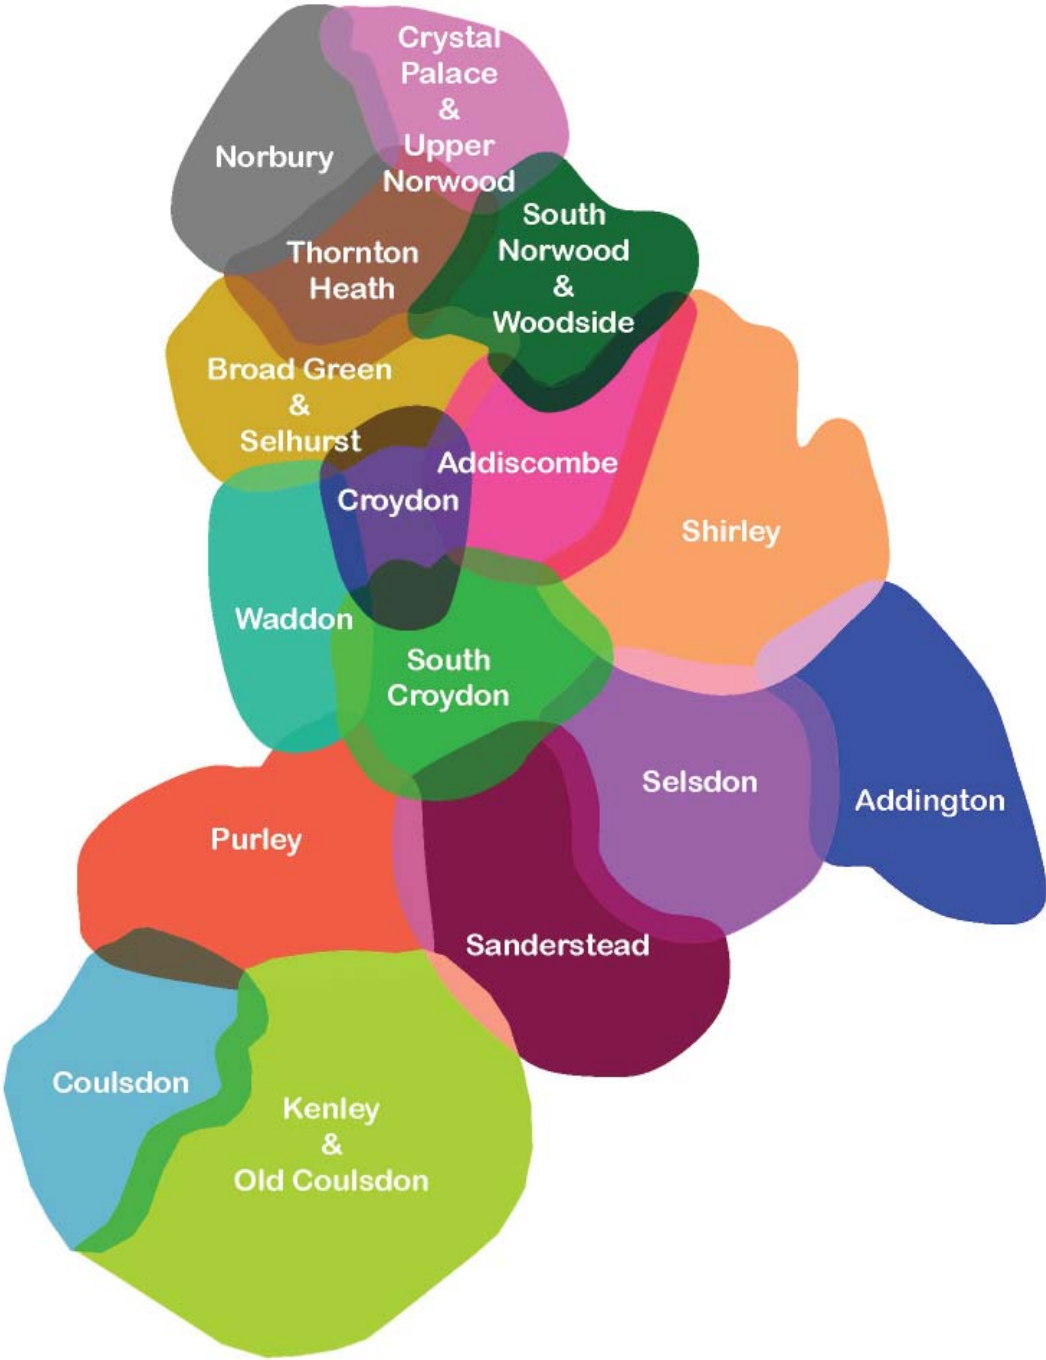 Crystal
Palace
&
Upper
Norwood
Norbury
South
Norwood
&
Woodside
Thornton
Heath
Broad Green
&
Selhurst
Addiscombe
Croydon
Shirley
Waddon
South
Croydon
Selsdon
Addington
Purley
Sanderstead
Coulsdon
Kenley
&
Old Coulsdon